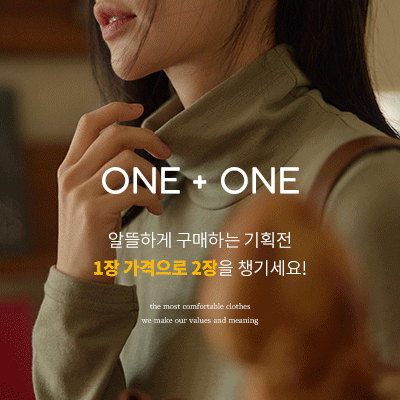 ONE + ONE
알뜰하게 구매하는 기획전
1장 가격으로 2장을 챙기세요!
the most comfortable clothes
we make our values and meaning